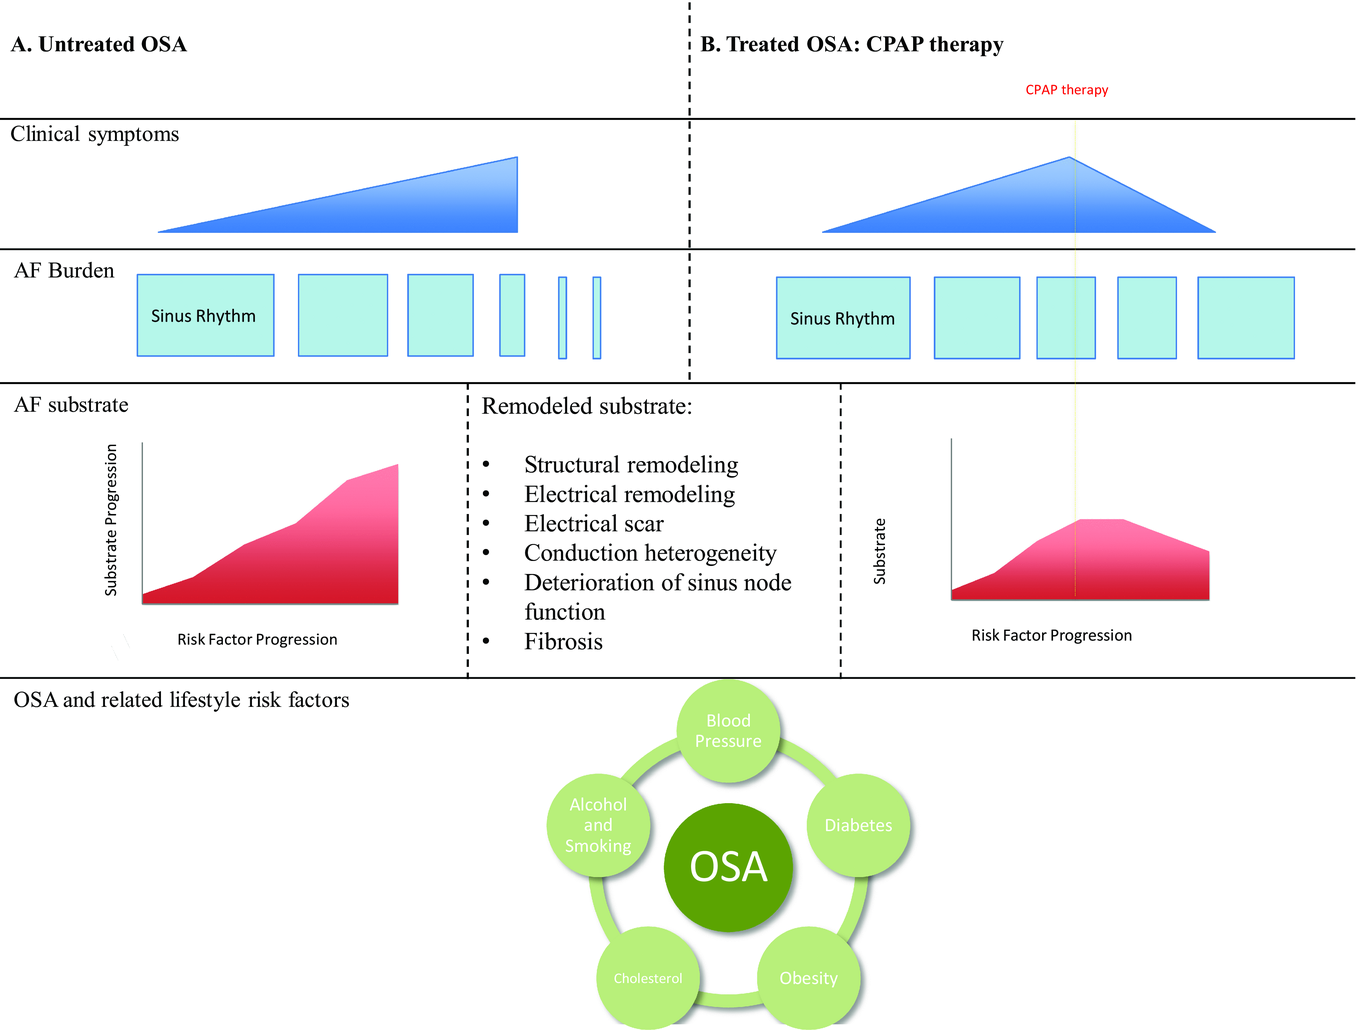 A. Untreated OSA
B. Treated OSA: CPAP therapy
CPAP therapy
Clinical symptoms
AF Burden
Sinus Rhythm
Sinus Rhythm
AF substrate
Substrate Progression
Risk Factor Progression
Remodeled substrate:
• Structural remodeling
• Electrical remodeling
• Electrical scar
• Conduction heterogeneity
• Deterioration of sinus node
function
• Fibrosis
Substrate
Risk Factor Progression
OSA and related lifestyle risk factors
Blood
Pressure
Alcohol
and
Smoking
Diabetes
OSA
Cholesterol
Obesity